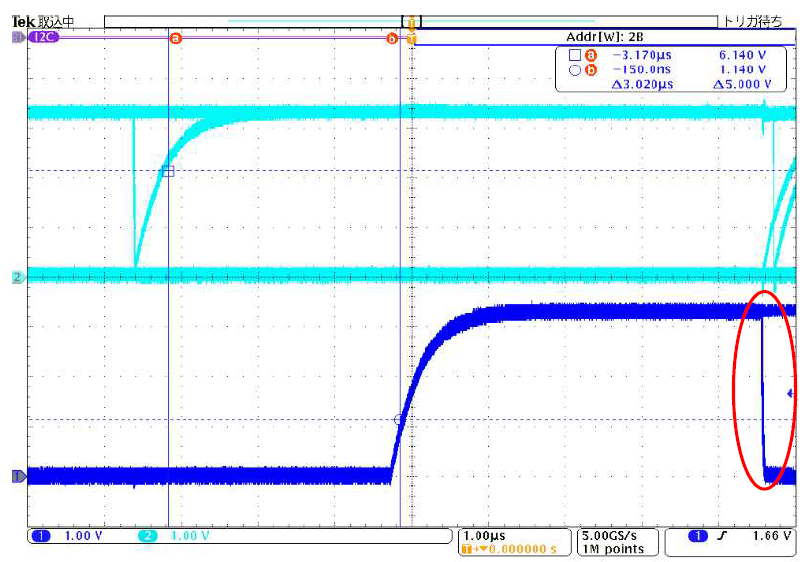 Tek 取込中 トリガ待ち
I2C a b T
Addr[W]: 2B
a −3.170µs 6.140 V
b −150.0ns 1.140 V
Δ3.020µs Δ5.000 V
2
1
1 1.00 V 2 1.00 V 1.00µs 5.00GS/s 1 1.66 V
T→▼0.000000 s 1M points